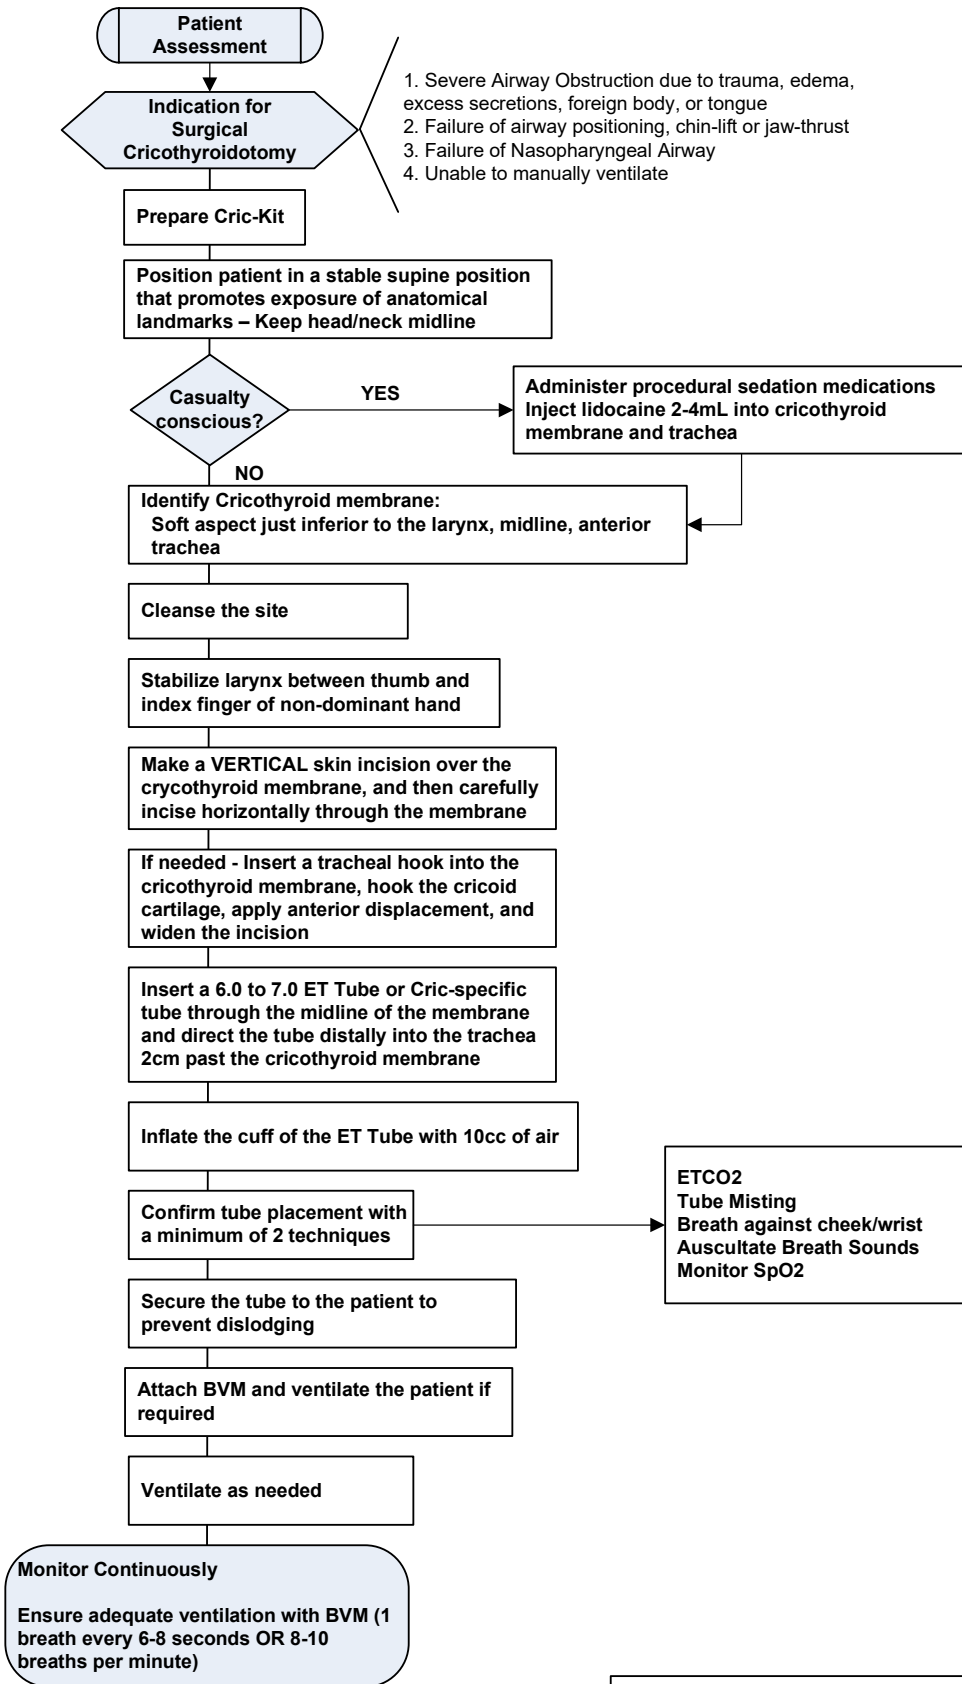 Patient
Assessment
Indication for
Surgical
Cricothyroidotomy
1. Severe Airway Obstruction due to trauma, edema,
excess secretions, foreign body, or tongue
2. Failure of airway positioning, chin-lift or jaw-thrust
3. Failure of Nasopharyngeal Airway
4. Unable to manually ventilate
Prepare Cric-Kit
Position patient in a stable supine position
that promotes exposure of anatomical
landmarks – Keep head/neck midline
Casualty
conscious?
YES
Administer procedural sedation medications
Inject lidocaine 2-4mL into cricothyroid
membrane and trachea
NO
Identify Cricothyroid membrane:
Soft aspect just inferior to the larynx, midline, anterior
trachea
Cleanse the site
Stabilize larynx between thumb and
index finger of non-dominant hand
Make a VERTICAL skin incision over the
crycothyroid membrane, and then carefully
incise horizontally through the membrane
If needed - Insert a tracheal hook into the
cricothyroid membrane, hook the cricoid
cartilage, apply anterior displacement, and
widen the incision
Insert a 6.0 to 7.0 ET Tube or Cric-specific
tube through the midline of the membrane
and direct the tube distally into the trachea
2cm past the cricothyroid membrane
Inflate the cuff of the ET Tube with 10cc of air
Confirm tube placement with
a minimum of 2 techniques
ETCO2
Tube Misting
Breath against cheek/wrist
Auscultate Breath Sounds
Monitor SpO2
Secure the tube to the patient to
prevent dislodging
Attach BVM and ventilate the patient if
required
Ventilate as needed
Monitor Continuously
Ensure adequate ventilation with BVM (1
breath every 6-8 seconds OR 8-10
breaths per minute)